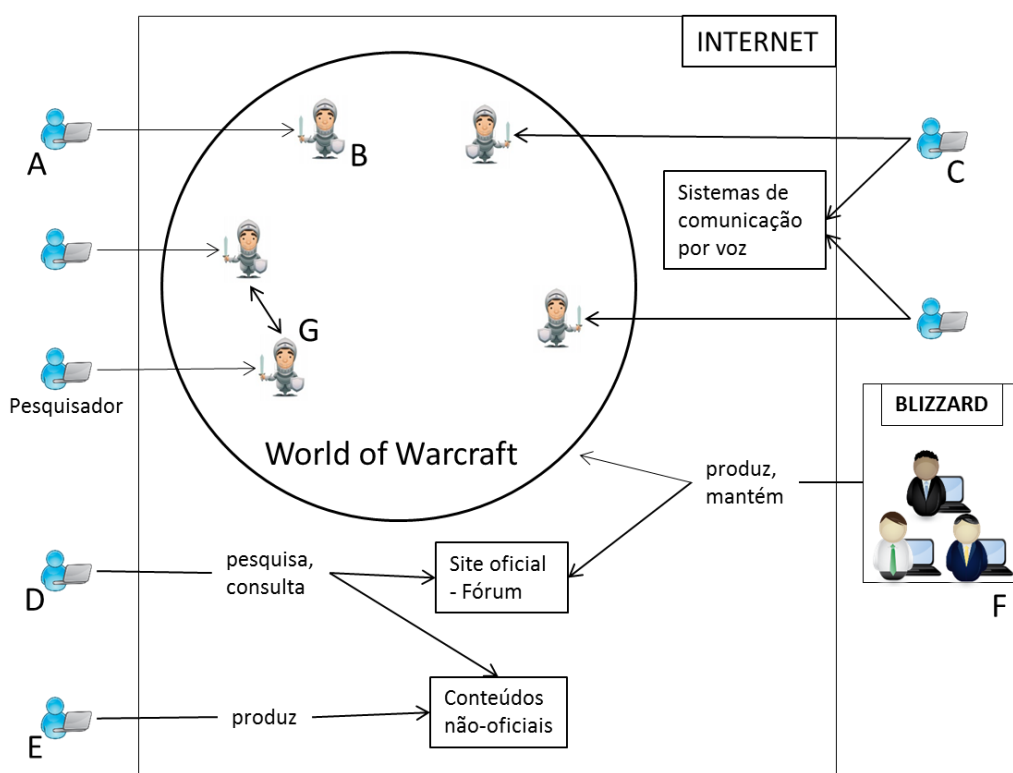 INTERNET
A
B
C
Sistemas de
comunicação
por voz
G
Pesquisador
World of Warcraft
BLIZZARD
produz,
mantém
D
pesquisa,
consulta
Site oficial
- Fórum
F
E
produz
Conteúdos
não-oficiais